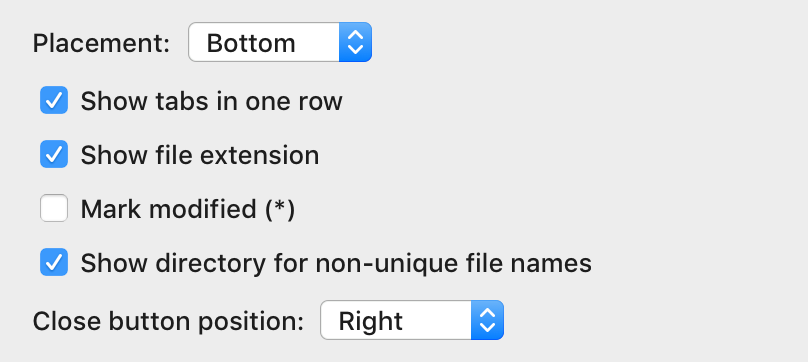 Placement: Bottom
Show tabs in one row
Show file extension
Mark modified (*)
Show directory for non-unique file names
Close button position: Right